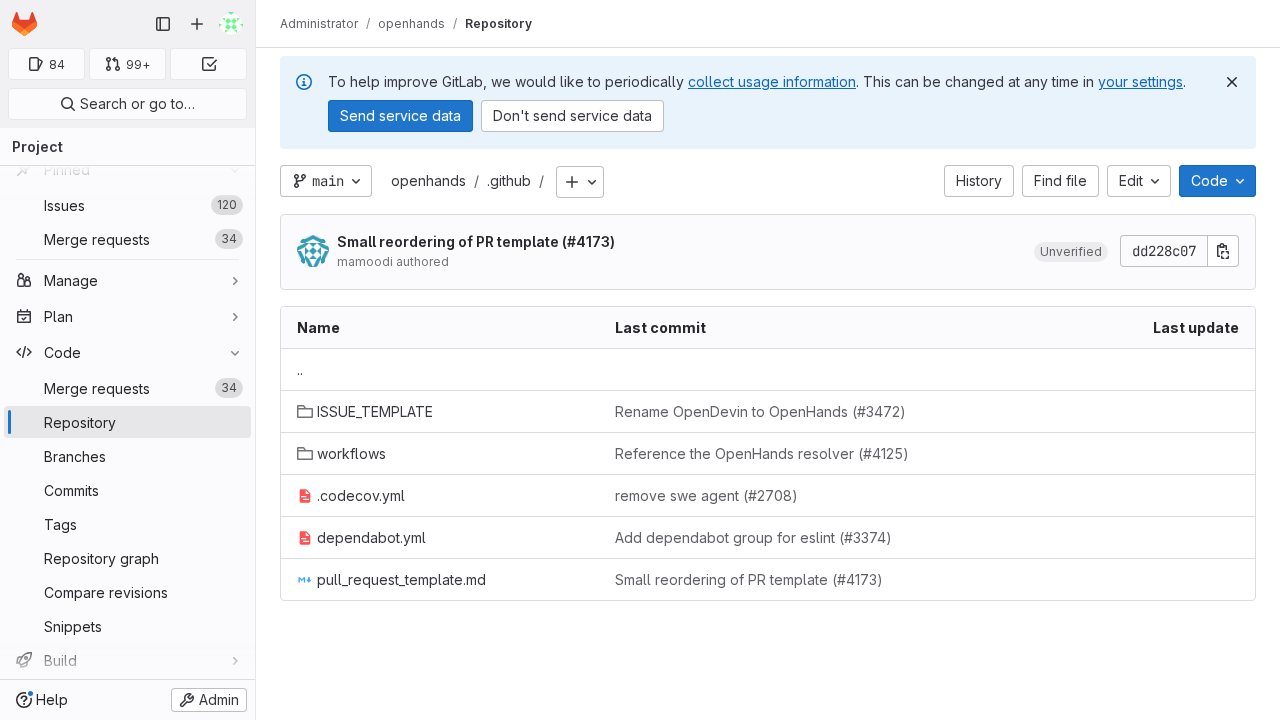 Administrator / openhands / Repository
84
99+
Search or go to…
Project
Pinned
Issues 120
Merge requests 34
Manage
Plan
Code
Merge requests 34
Repository
Branches
Commits
Tags
Repository graph
Compare revisions
Snippets
Build
Help
Admin
To help improve GitLab, we would like to periodically collect usage information. This can be changed at any time in your settings.
Send service data
Don't send service data
main
openhands / .github /
History
Find file
Edit
Code
Small reordering of PR template (#4173)
mamoodi authored
Unverified
dd228c07
Name Last commit Last update
..
ISSUE_TEMPLATE Rename OpenDevin to OpenHands (#3472)
workflows Reference the OpenHands resolver (#4125)
.codecov.yml remove swe agent (#2708)
dependabot.yml Add dependabot group for eslint (#3374)
pull_request_template.md Small reordering of PR template (#4173)